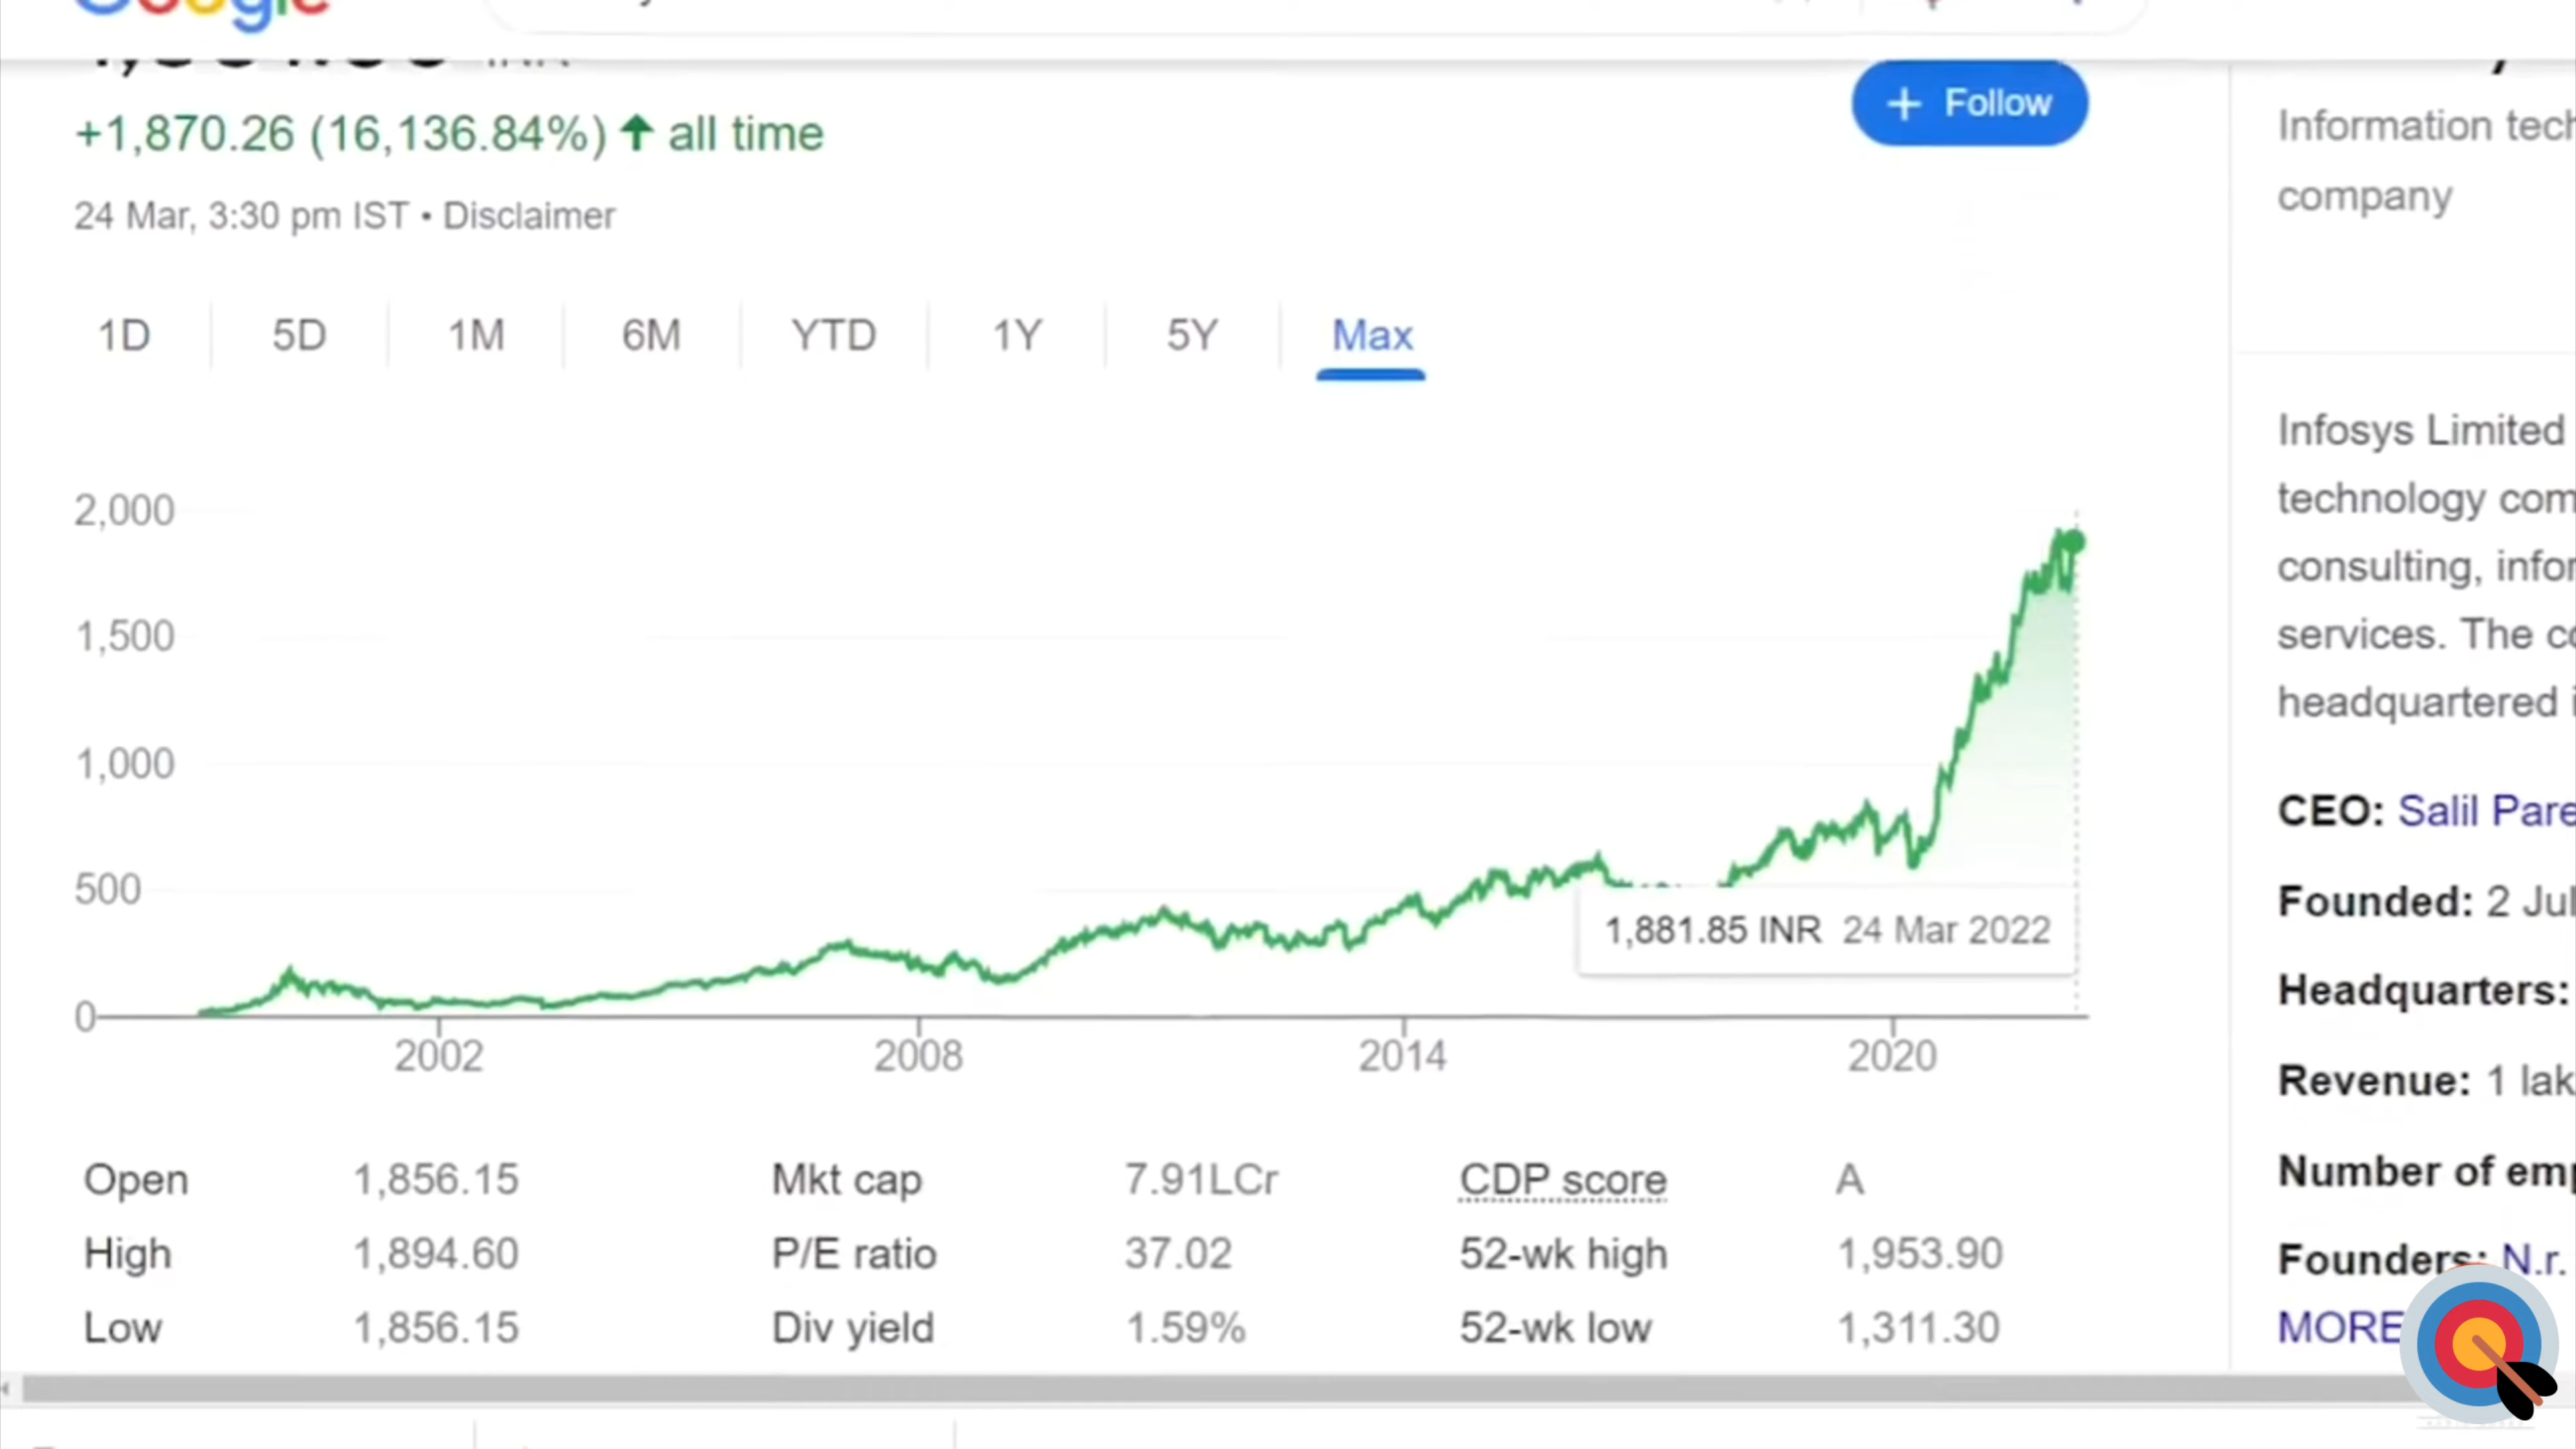 Google
+1,870.26 (16,136.84%) ↑ all time
+ Follow
24 Mar, 3:30 pm IST • Disclaimer
1D 5D 1M 6M YTD 1Y 5Y Max
2,000
1,500
1,000
500
0
1,881.85 INR 24 Mar 2022
2002 2008 2014 2020
Open 1,856.15 Mkt cap 7.91LCr CDP score A
High 1,894.60 P/E ratio 37.02 52-wk high 1,953.90
Low 1,856.15 Div yield 1.59% 52-wk low 1,311.30
Information tech
company
Infosys Limited
technology com
consulting, infor
services. The co
headquartered i
CEO: Salil Pare
Founded: 2 Jul
Headquarters:
Revenue: 1 lak
Number of emp
Founders: N.r.
MORE